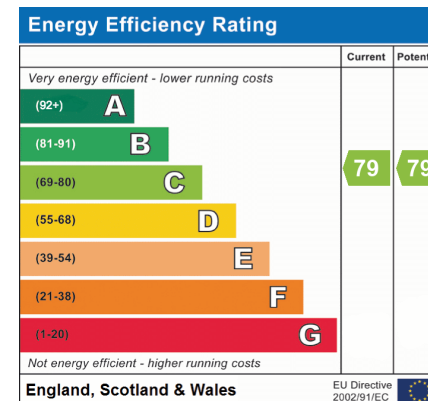 Energy Efficiency Rating
Current Potent
Very energy efficient - lower running costs
(92+) A
(81-91) B
(69-80) C
79 79
(55-68) D
(39-54) E
(21-38) F
(1-20) G
Not energy efficient - higher running costs
England, Scotland & Wales
EU Directive
2002/91/EC